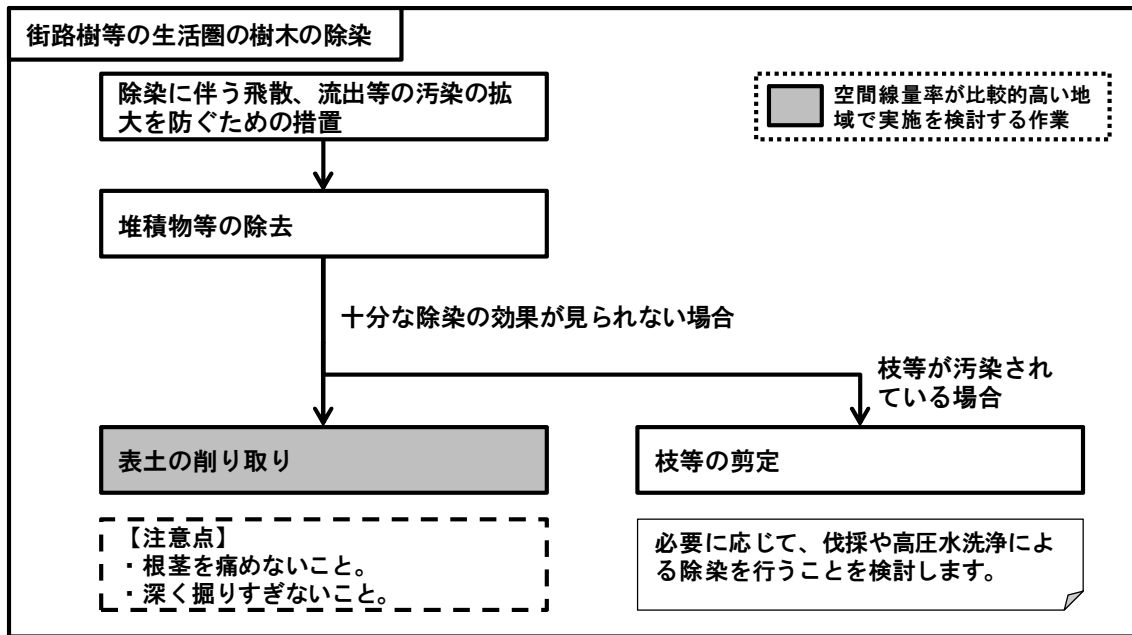 街路樹等の生活圏の樹木の除染
除染に伴う飛散、流出等の汚染の拡
大を防ぐための措置
空間線量率が比較的高い地
域で実施を検討する作業
堆積物等の除去
十分な除染の効果が見られない場合
枝等が汚染され
ている場合
表土の削り取り
枝等の剪定
【注意点】
・根茎を痛めないこと。
・深く掘りすぎないこと。
必要に応じて、伐採や高圧水洗浄によ
る除染を行うことを検討します。